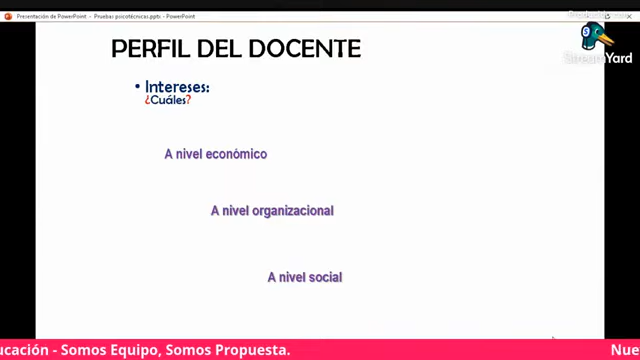 Presentación de PowerPoint - Pruebas psicotécnicas.pptx - PowerPoint
StreamYard
PERFIL DEL DOCENTE
• Intereses:
¿Cuáles?
A nivel económico
A nivel organizacional
A nivel social
ucación - Somos Equipo, Somos Propuesta.
Nue